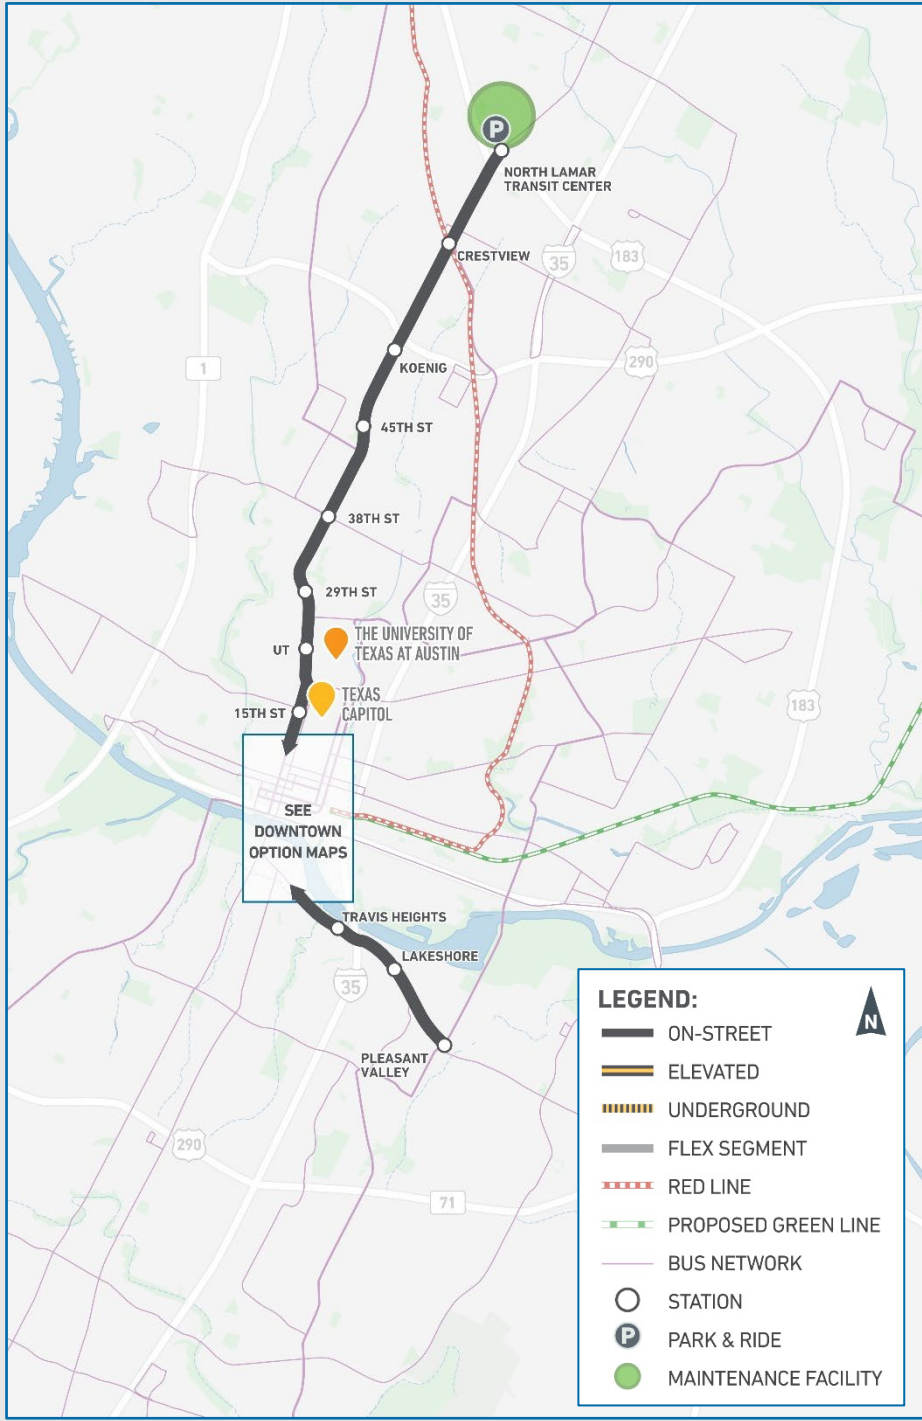 P
NORTH LAMAR
TRANSIT CENTER
CRESTVIEW
35
183
KOENIG
290
1
45TH ST
38TH ST
29TH ST
35
UT
THE UNIVERSITY OF
TEXAS AT AUSTIN
15TH ST
TEXAS
CAPITOL
183
SEE
DOWNTOWN
OPTION MAPS
TRAVIS HEIGHTS
LAKESHORE
35
PLEASANT
VALLEY
290
71
LEGEND:
N
ON-STREET
ELEVATED
UNDERGROUND
FLEX SEGMENT
RED LINE
PROPOSED GREEN LINE
BUS NETWORK
STATION
P PARK & RIDE
MAINTENANCE FACILITY